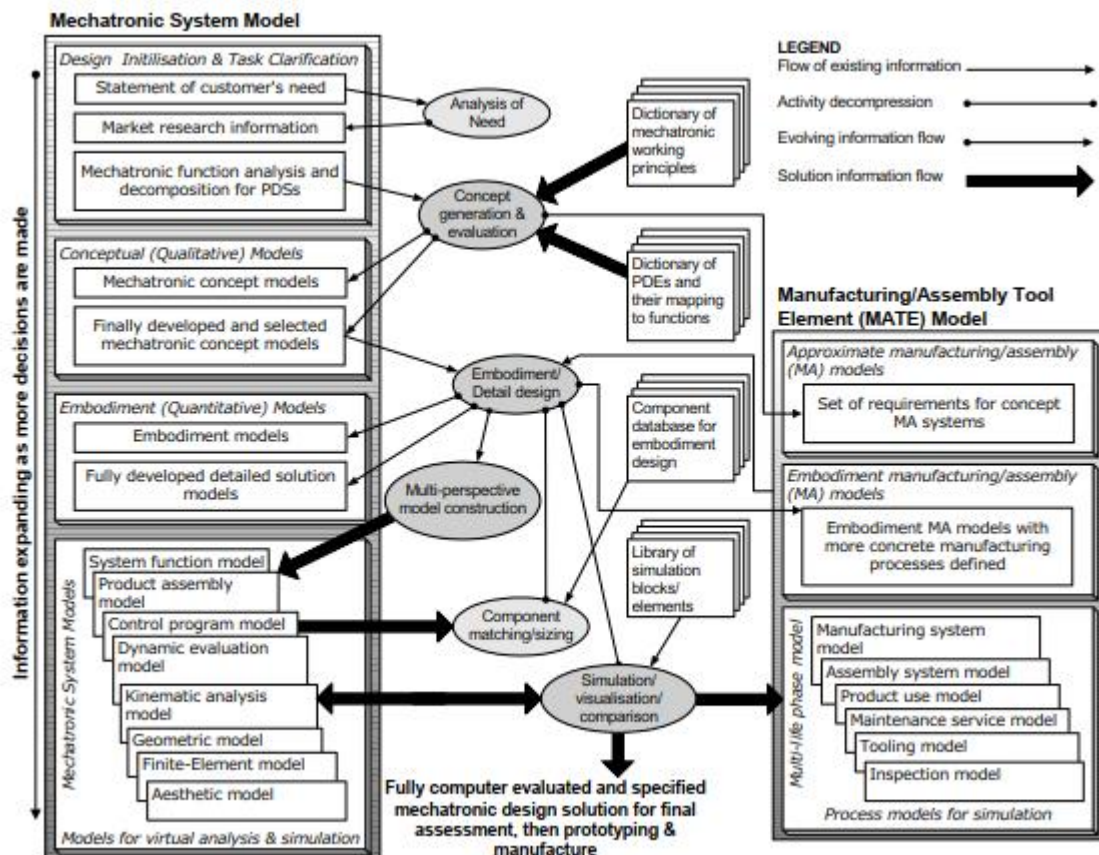 Mechatronic System Model
Information expanding as more decisions are made
Design Initilisation & Task Clarification
Statement of customer's need
Market research information
Mechatronic function analysis and
decomposition for PDSs
Conceptual (Qualitative) Models
Mechatronic concept models
Finally developed and selected
mechatronic concept models
Embodiment (Quantitative) Models
Embodiment models
Fully developed detailed solution
models
Mechatronic System Models
System function model
Product assembly
model
Control program model
Dynamic evaluation
model
Kinematic analysis
model
Geometric model
Finite-Element model
Aesthetic model
Models for virtual analysis & simulation
Analysis of
Need
Concept
generation &
evaluation
Embodiment/
Detail design
Multi-perspective
model construction
Component
matching/sizing
Simulation/
visualisation/
comparison
Fully computer evaluated and specified
mechatronic design solution for final
assessment, then prototyping &
manufacture
Dictionary of
mechatronic
working
principles
Dictionary of
PDEs and
their mapping
to functions
Component
database for
embodiment
design
Library of
simulation
blocks/
elements
LEGEND
Flow of existing information
Activity decompression
Evolving information flow
Solution information flow
Manufacturing/Assembly Tool
Element (MATE) Model
Approximate manufacturing/assembly
(MA) models
Set of requirements for concept
MA systems
Embodiment manufacturing/assembly
(MA) models
Embodiment MA models with
more concrete manufacturing
processes defined
Multi-life phase model
Manufacturing system
model
Assembly system model
Product use model
Maintenance service model
Tooling model
Inspection model
Process models for simulation